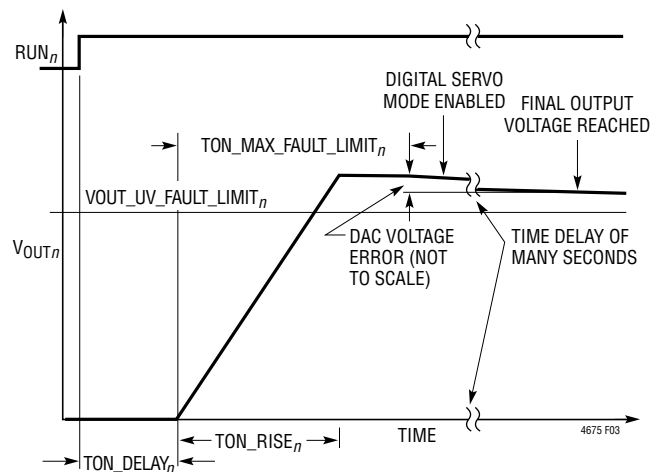 RUNn
DIGITAL SERVO
MODE ENABLED
FINAL OUTPUT
VOLTAGE REACHED
TON_MAX_FAULT_LIMITn
VOUT_UV_FAULT_LIMITn
VOUTn
DAC VOLTAGE
ERROR (NOT
TO SCALE)
TIME DELAY OF
MANY SECONDS
TON_RISEn
TIME
4675 F03
TON_DELAYn